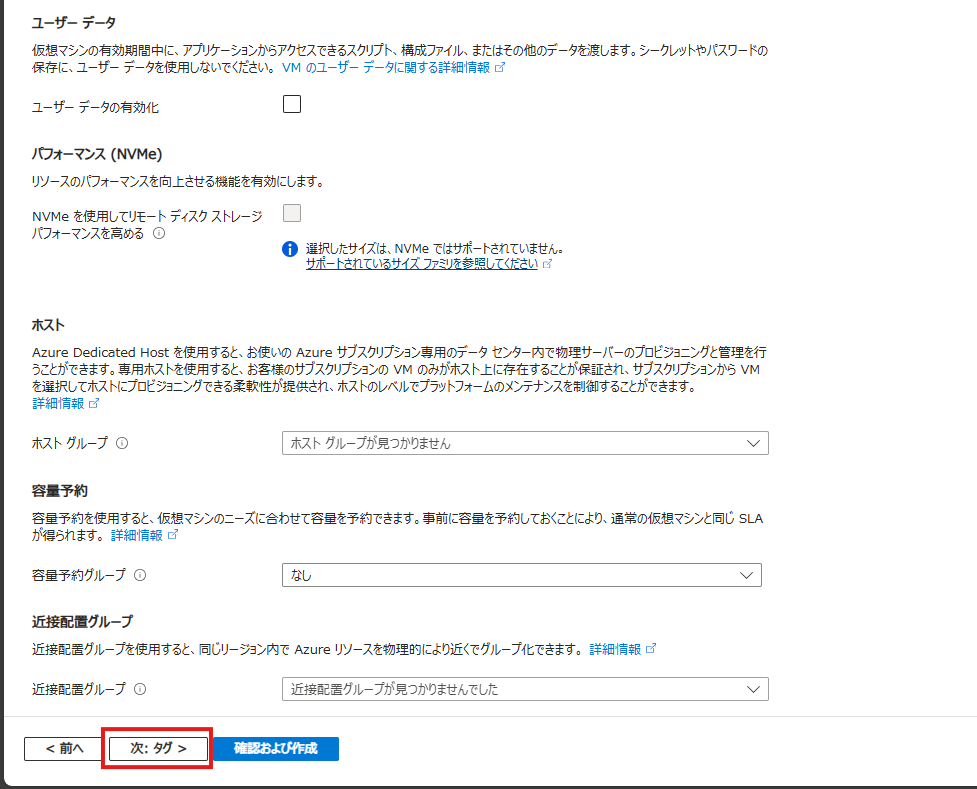 ユーザー データ
仮想マシンの有効期間中に、アプリケーションからアクセスできるスクリプト、構成ファイル、またはその他のデータを渡します。シークレットやパスワードの
保存に、ユーザー データを使用しないでください。 VM のユーザー データに関する詳細情報
ユーザー データの有効化
パフォーマンス (NVMe)
リソースのパフォーマンスを向上させる機能を有効にします。
NVMe を使用してリモート ディスク ストレージ
パフォーマンスを高める
選択したサイズは、NVMe ではサポートされていません。
サポートされているサイズ ファミリを参照してください
ホスト
Azure Dedicated Host を使用すると、お使いの Azure サブスクリプション専用のデータ センター内で物理サーバーのプロビジョニングと管理を行
うことができます。専用ホストを使用すると、お客様のサブスクリプションの VM のみがホスト上に存在することが保証され、サブスクリプションから VM
を選択してホストにプロビジョニングできる柔軟性が提供され、ホストのレベルでプラットフォームのメンテナンスを制御することができます。
詳細情報
ホスト グループ
ホスト グループが見つかりません
容量予約
容量予約を使用すると、仮想マシンのニーズに合わせて容量を予約できます。事前に容量を予約しておくことにより、通常の仮想マシンと同じ SLA
が得られます。 詳細情報
容量予約グループ
なし
近接配置グループ
近接配置グループを使用すると、同じリージョン内で Azure リソースを物理的により近くでグループ化できます。 詳細情報
近接配置グループ
近接配置グループが見つかりませんでした
< 前へ
次: タグ >
確認および作成